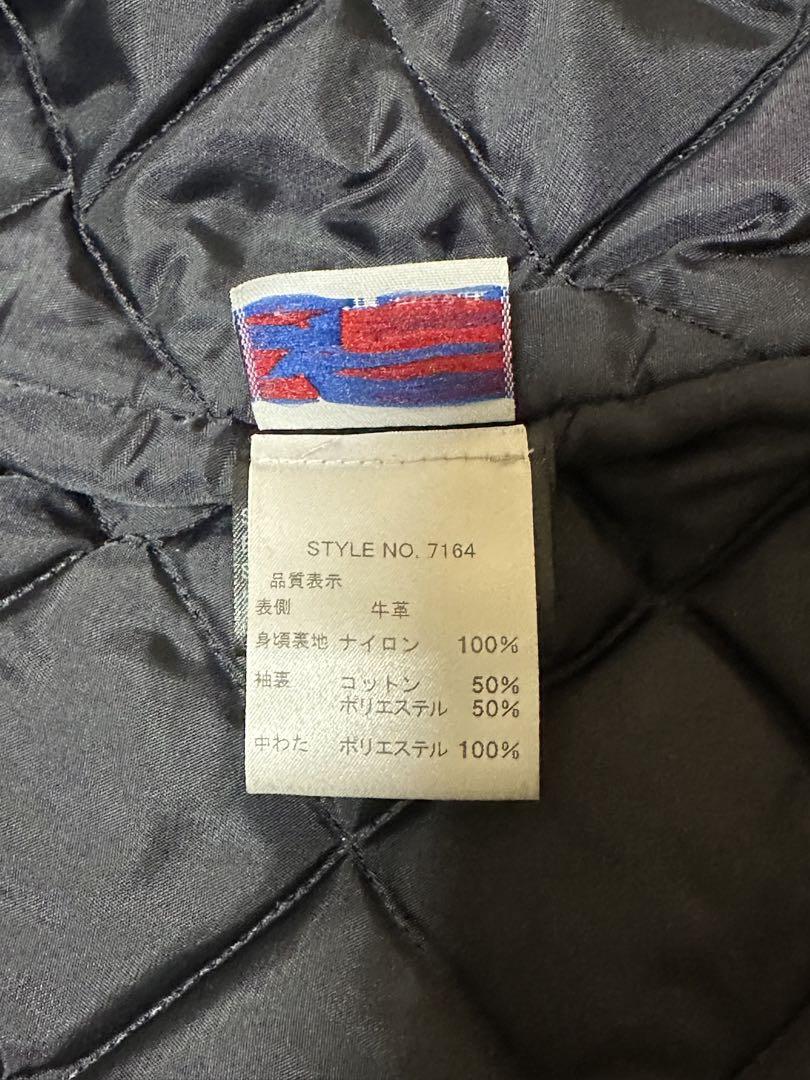 STYLE NO. 7164
品質表示
表側 牛革
身頃裏地 ナイロン 100%
袖裏 コットン 50%
ポリエステル 50%
中わた ポリエステル 100%